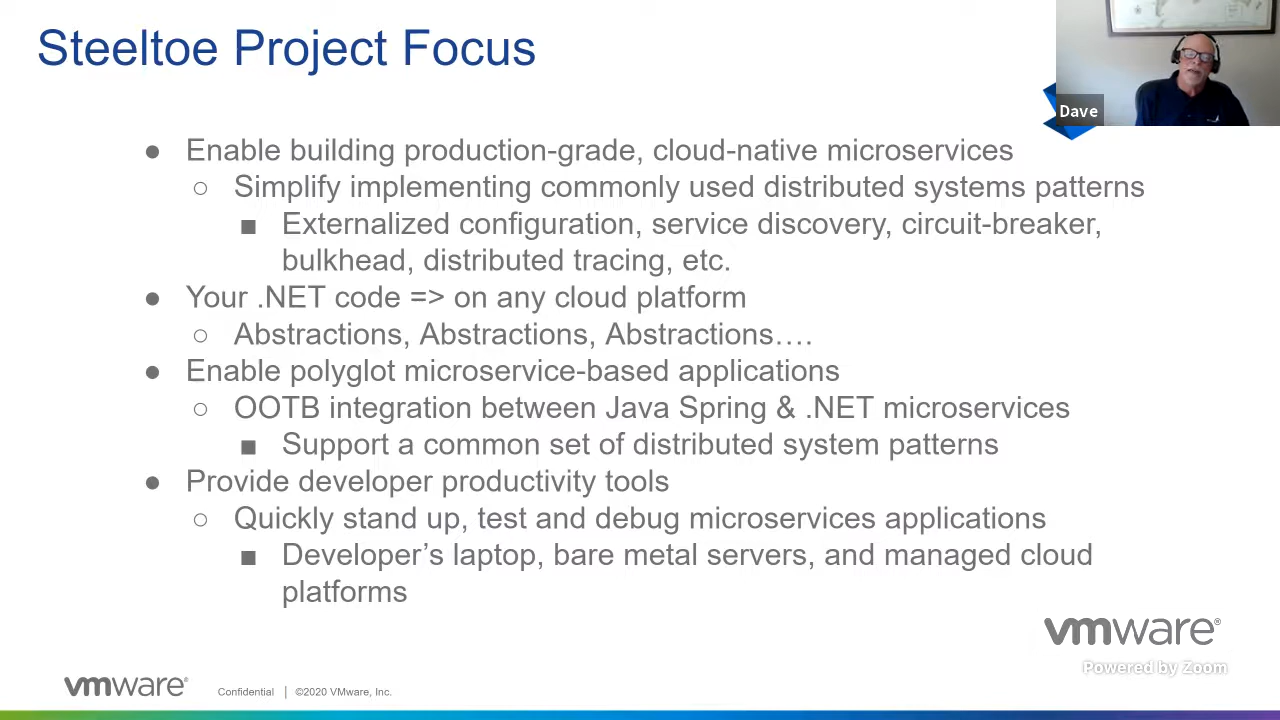 Steeltoe Project Focus
Dave
● Enable building production-grade, cloud-native microservices
○ Simplify implementing commonly used distributed systems patterns
■ Externalized configuration, service discovery, circuit-breaker,
bulkhead, distributed tracing, etc.
● Your .NET code => on any cloud platform
○ Abstractions, Abstractions, Abstractions….
● Enable polyglot microservice-based applications
○ OOTB integration between Java Spring & .NET microservices
■ Support a common set of distributed system patterns
● Provide developer productivity tools
○ Quickly stand up, test and debug microservices applications
■ Developer’s laptop, bare metal servers, and managed cloud
platforms
vmware®
Powered by Zoom
vmware® Confidential | ©2020 VMware, Inc.